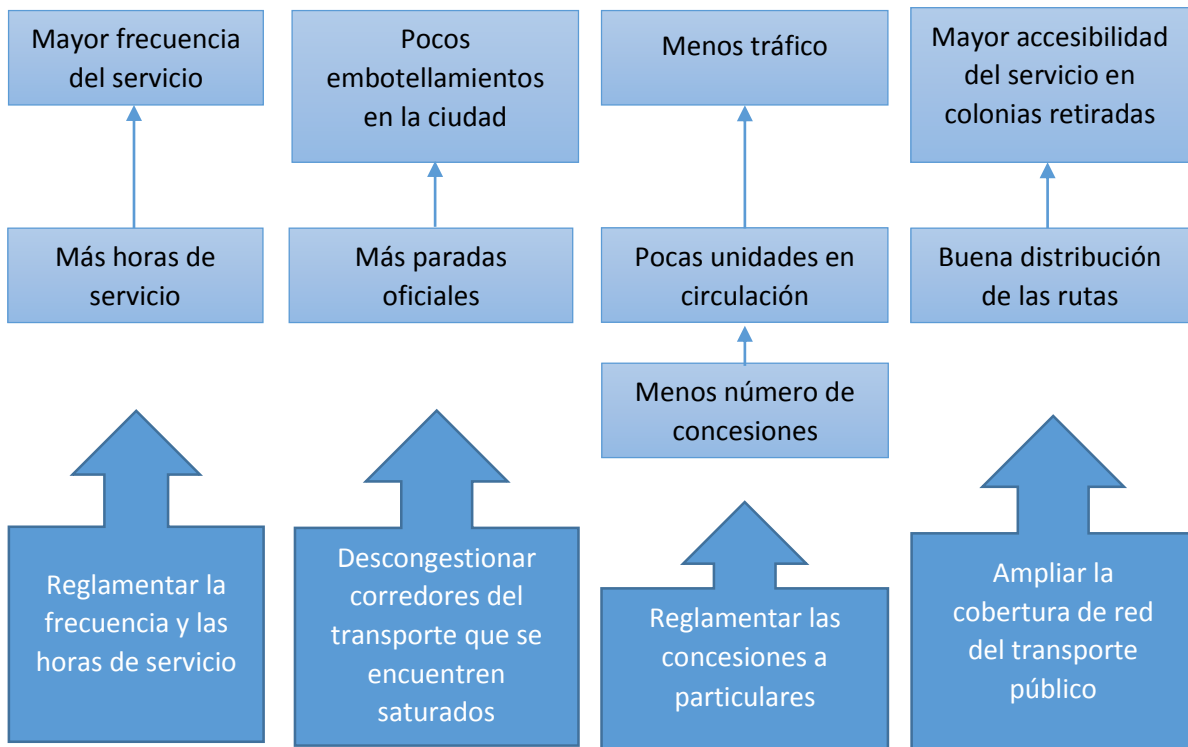 Mayor frecuencia
del servicio
Pocos
embotellamientos
en la ciudad
Menos tráfico
Mayor accesibilidad
del servicio en
colonias retiradas
Más horas de
servicio
Más paradas
oficiales
Pocas unidades en
circulación
Buena distribución
de las rutas
Menos número de
concesiones
Reglamentar la
frecuencia y las
horas de servicio
Descongestionar
corredores del
transporte que se
encuentren
saturados
Reglamentar las
concesiones a
particulares
Ampliar la
cobertura de red
del transporte
público